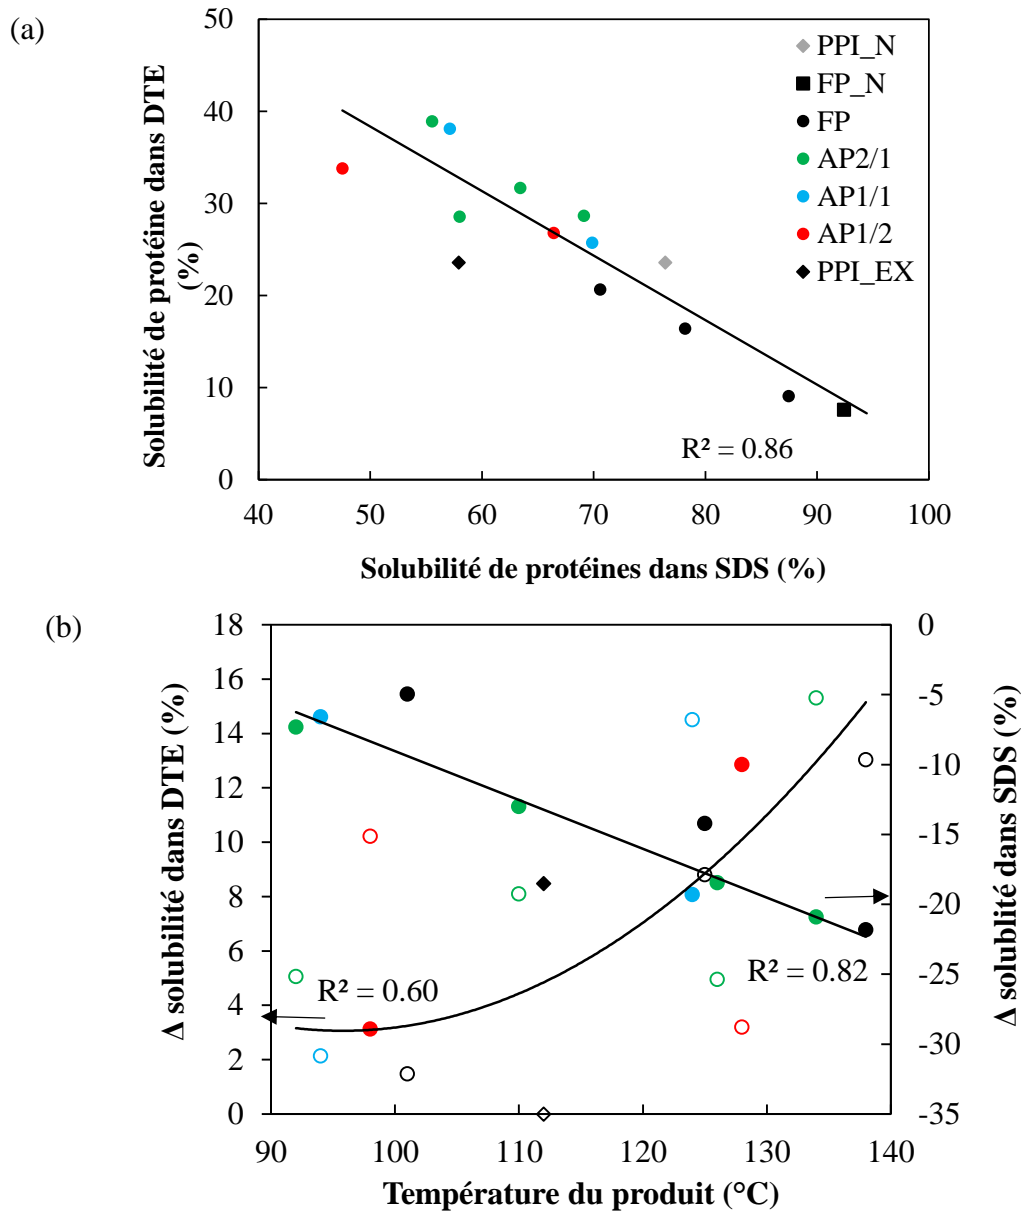 (a)
50
40
30
20
10
0
Solubilité de protéine dans DTE
(%)
PPI_N
FP_N
FP
AP2/1
AP1/1
AP1/2
PPI_EX
R² = 0.86
40 50 60 70 80 90 100
Solubilité de protéines dans SDS (%)
(b)
18
16
14
12
10
8
6
4
2
0
Δ solubilité dans DTE (%)
R² = 0.60
R² = 0.82
0
-5
-10
-15
-20
-25
-30
-35
Δ solublité dans SDS (%)
90 100 110 120 130 140
Température du produit (°C)